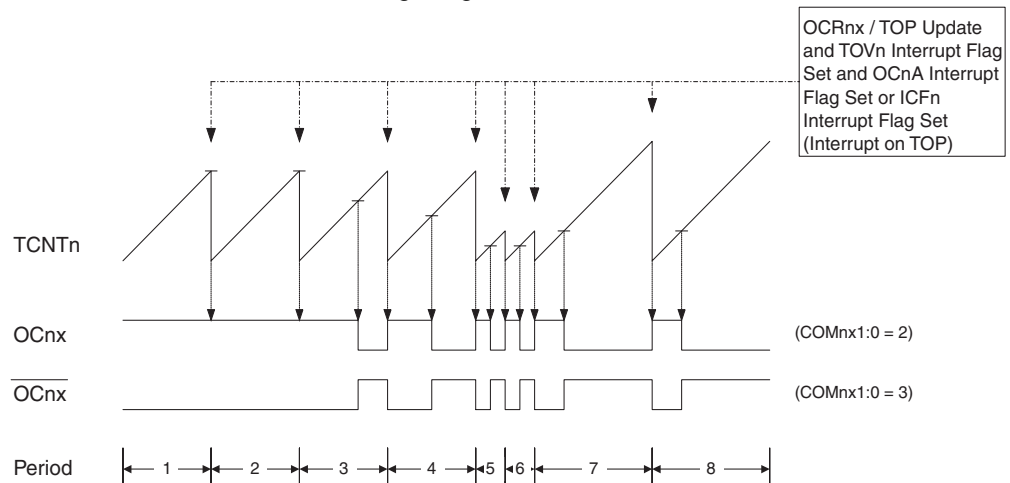 OCRnx / TOP Update
and TOVn Interrupt Flag
Set and OCnA Interrupt
Flag Set or ICFn
Interrupt Flag Set
(Interrupt on TOP)
TCNTn
OCnx
(COMnx1:0 = 2)
OCnx
(COMnx1:0 = 3)
Period
1 2 3 4 5 6 7 8